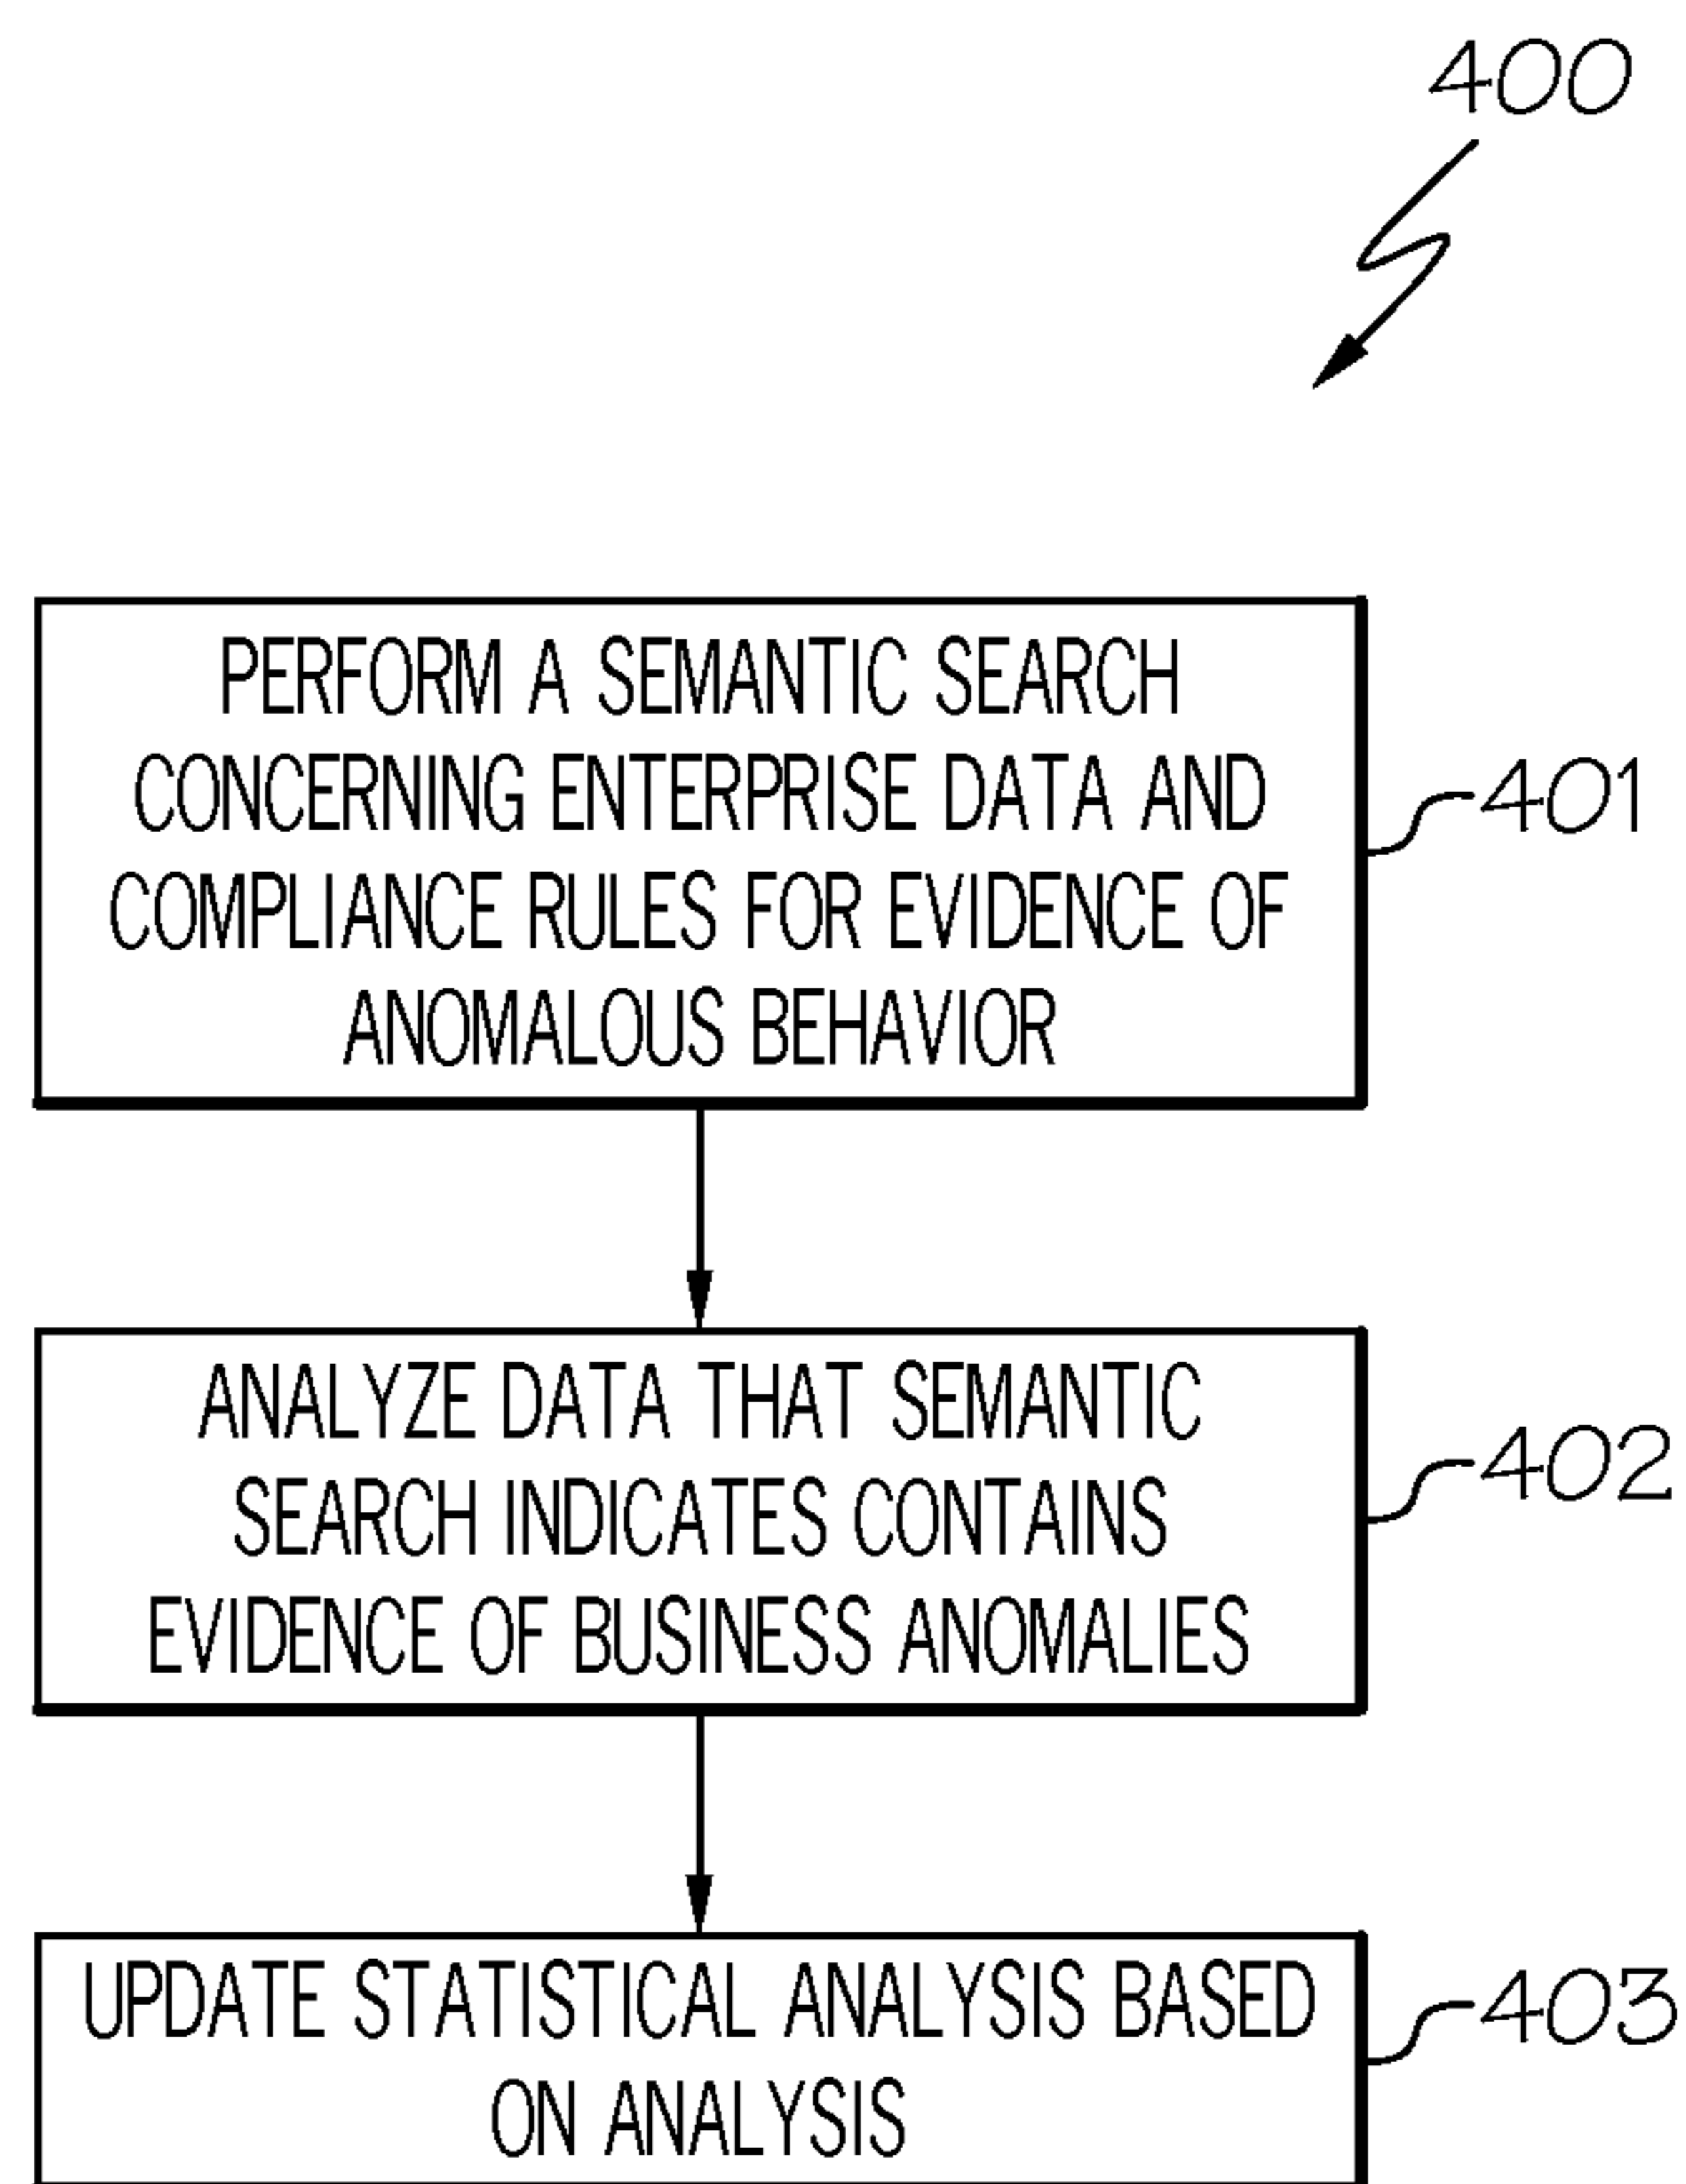 400
PERFORM A SEMANTIC SEARCH
CONCERNING ENTERPRISE DATA AND
COMPLIANCE RULES FOR EVIDENCE OF
ANOMALOUS BEHAVIOR
401
ANALYZE DATA THAT SEMANTIC
SEARCH INDICATES CONTAINS
EVIDENCE OF BUSINESS ANOMALIES
402
UPDATE STATISTICAL ANALYSIS BASED
ON ANALYSIS
403